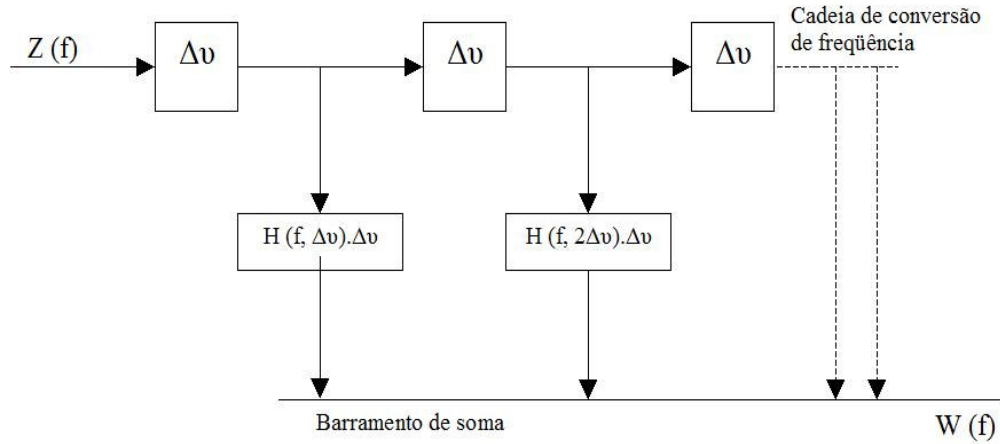 Z (f)
Δυ
Δυ
Δυ
Cadeia de conversão
de freqüência
H (f, Δυ).Δυ
H (f, 2Δυ).Δυ
Barramento de soma
W (f)